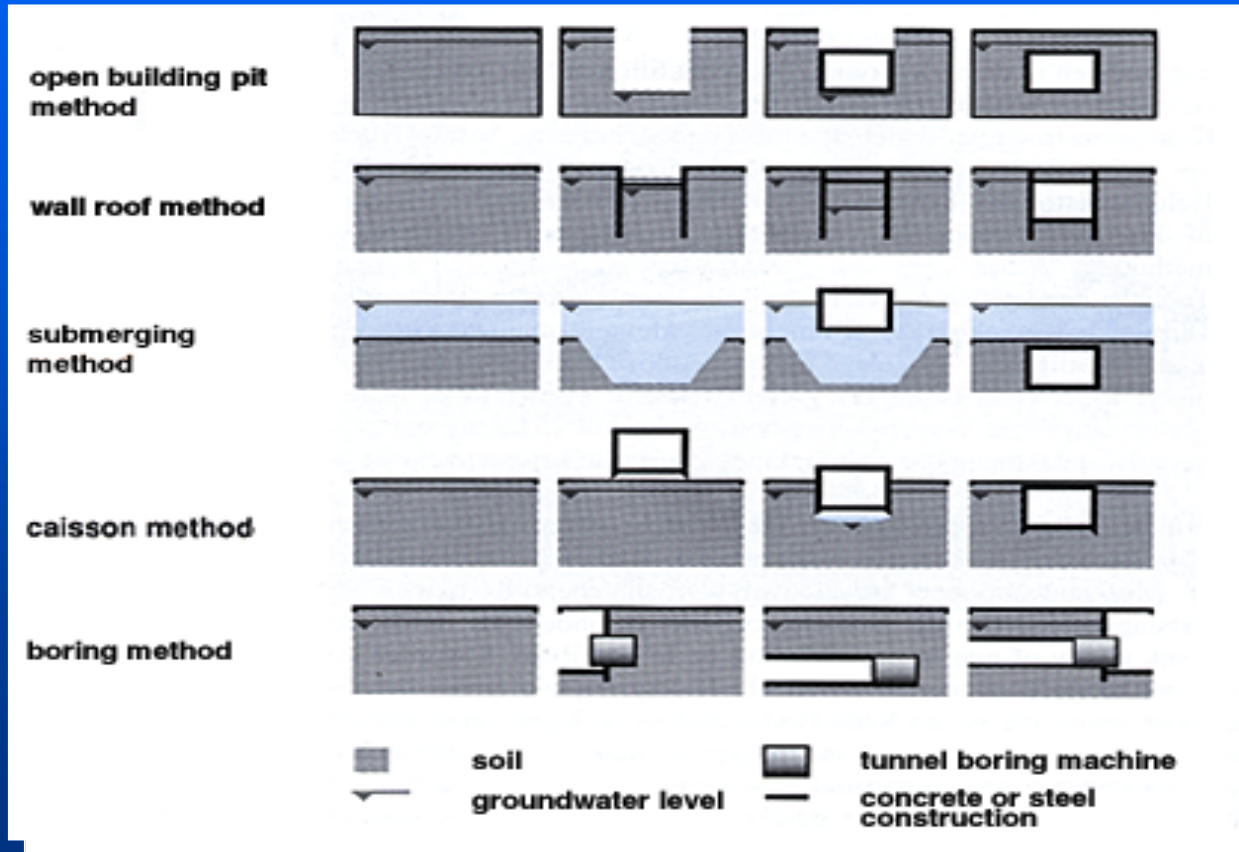 open building pit
method
wall roof method
submerging
method
caisson method
boring method
soil
tunnel boring machine
groundwater level
concrete or steel
construction